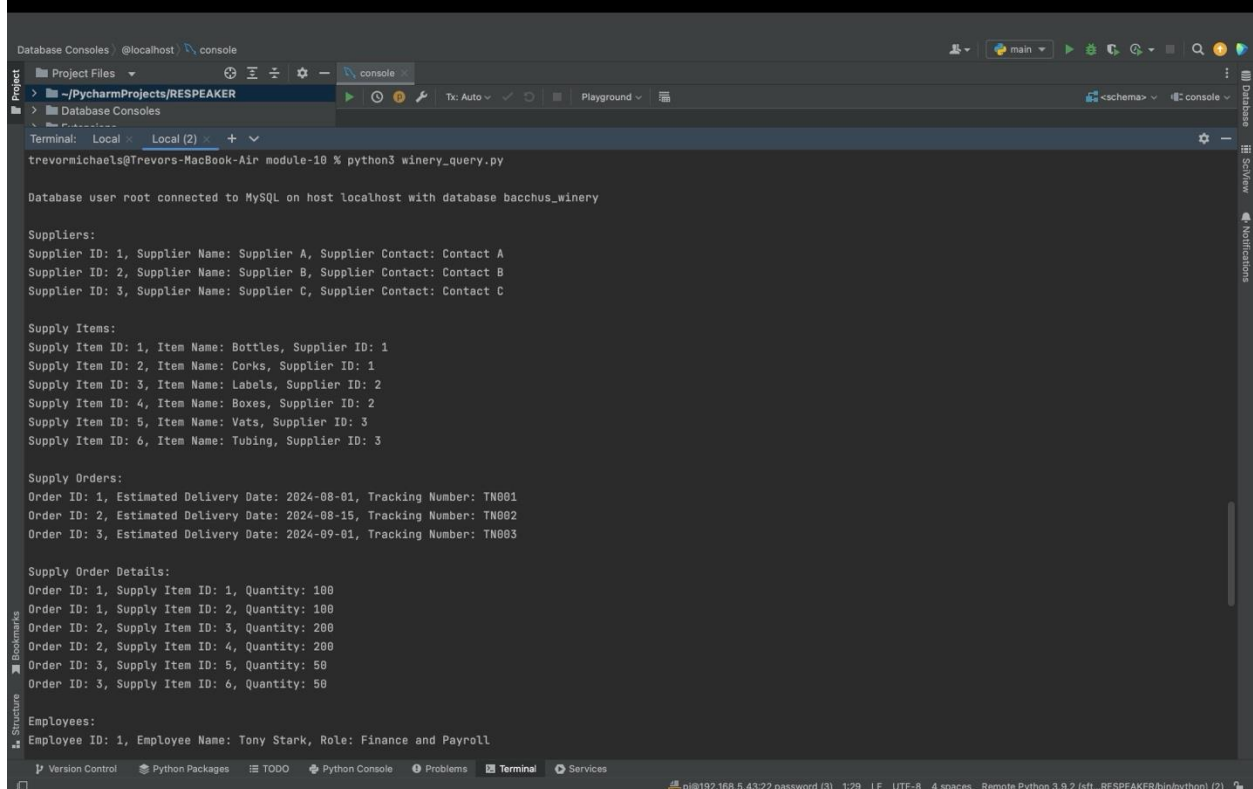 Database Consoles @localhost console
main
Project Files
console
~/PycharmProjects/RESPEAKER
Tx: Auto Playground <schema> console
Database Consoles
Terminal: Local Local (2)
trevormichaels@Trevors-MacBook-Air module-10 % python3 winery_query.py
Database user root connected to MySQL on host localhost with database bacchus_winery
Suppliers:
Supplier ID: 1, Supplier Name: Supplier A, Supplier Contact: Contact A
Supplier ID: 2, Supplier Name: Supplier B, Supplier Contact: Contact B
Supplier ID: 3, Supplier Name: Supplier C, Supplier Contact: Contact C
Supply Items:
Supply Item ID: 1, Item Name: Bottles, Supplier ID: 1
Supply Item ID: 2, Item Name: Corks, Supplier ID: 1
Supply Item ID: 3, Item Name: Labels, Supplier ID: 2
Supply Item ID: 4, Item Name: Boxes, Supplier ID: 2
Supply Item ID: 5, Item Name: Vats, Supplier ID: 3
Supply Item ID: 6, Item Name: Tubing, Supplier ID: 3
Supply Orders:
Order ID: 1, Estimated Delivery Date: 2024-08-01, Tracking Number: TN001
Order ID: 2, Estimated Delivery Date: 2024-08-15, Tracking Number: TN002
Order ID: 3, Estimated Delivery Date: 2024-09-01, Tracking Number: TN003
Supply Order Details:
Order ID: 1, Supply Item ID: 1, Quantity: 100
Order ID: 1, Supply Item ID: 2, Quantity: 100
Order ID: 2, Supply Item ID: 3, Quantity: 200
Order ID: 2, Supply Item ID: 4, Quantity: 200
Order ID: 3, Supply Item ID: 5, Quantity: 50
Order ID: 3, Supply Item ID: 6, Quantity: 50
Employees:
Employee ID: 1, Employee Name: Tony Stark, Role: Finance and Payroll
Project
Bookmarks
Structure
Database
SciView
Notifications
Version Control Python Packages TODO Python Console Problems Terminal Services
pi@192.168.5.43:22 password (3) 1:29 LF UTF-8 4 spaces Remote Python 3.9.2 (sft RESPEAKER/bin/python) (2)